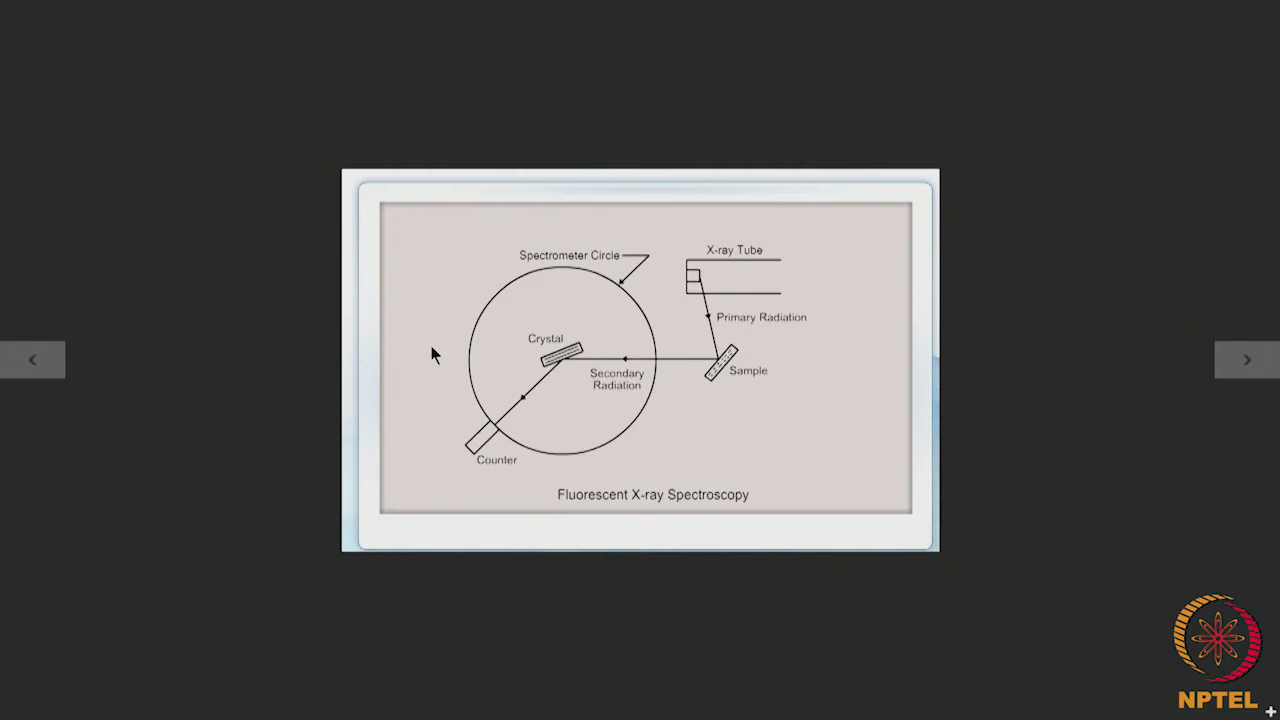 Spectrometer Circle
X-ray Tube
Primary Radiation
Crystal
Secondary
Radiation
Sample
Counter
Fluorescent X-ray Spectroscopy
NPTEL